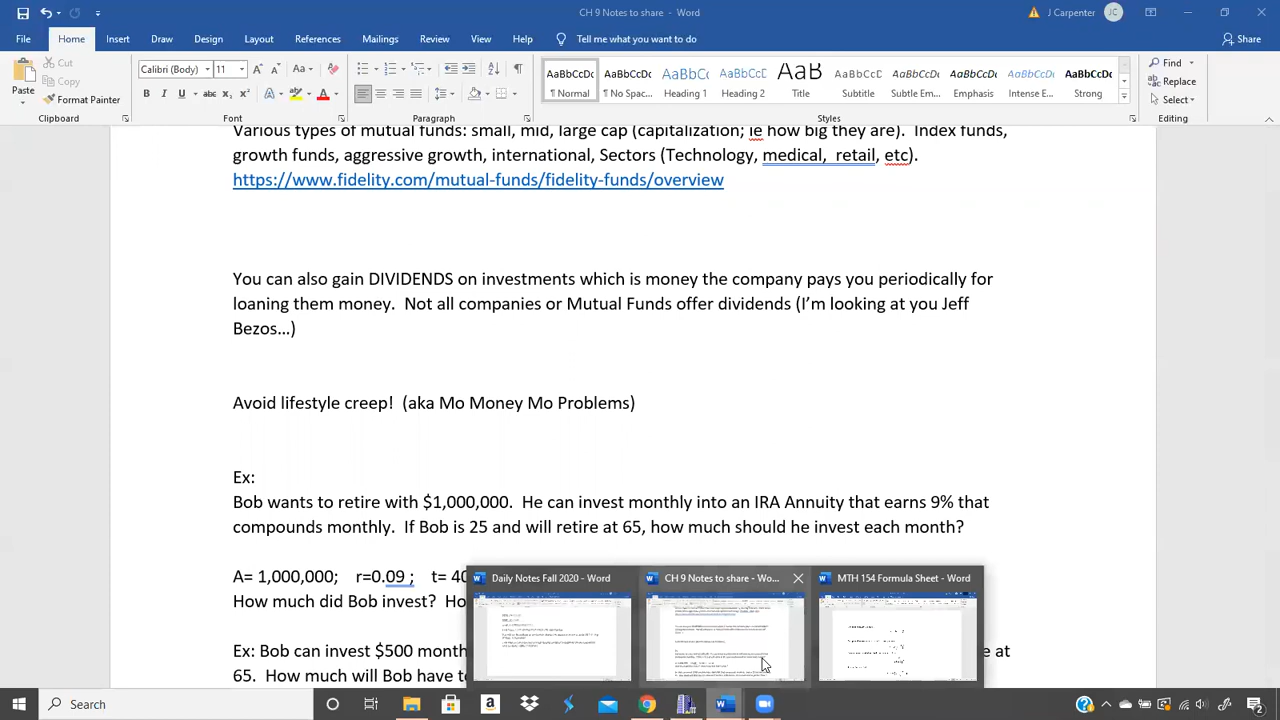 CH 9 Notes to share - Word
J Carpenter
JC
File Home Insert Draw Design Layout References Mailings Review View Help Tell me what you want to do
Share
Paste
Cut
Copy
Format Painter
Clipboard
Calibri (Body) 11
Font
Paragraph
AaBbCcDc AaBbCcDc AaBbCc AaBbCcD AaB AaBbCcD AaBbCcDc AaBbCcDc AaBbCcDc AaBbCcDc
¶ Normal ¶ No Spac... Heading 1 Heading 2 Title Subtitle Subtle Em... Emphasis Intense E... Strong
Styles
Find
Replace
Select
Editing
Various types of mutual funds: small, mid, large cap (capitalization; ie how big they are). Index funds,
growth funds, aggressive growth, international, Sectors (Technology, medical, retail, etc).
https://www.fidelity.com/mutual-funds/fidelity-funds/overview
You can also gain DIVIDENDS on investments which is money the company pays you periodically for
loaning them money. Not all companies or Mutual Funds offer dividends (I'm looking at you Jeff
Bezos...)
Avoid lifestyle creep! (aka Mo Money Mo Problems)
Ex:
Bob wants to retire with $1,000,000. He can invest monthly into an IRA Annuity that earns 9% that
compounds monthly. If Bob is 25 and will retire at 65, how much should he invest each month?
A= 1,000,000; r=0.09 ; t= 40
How much did Bob invest?
Ex: Bob can invest $500 month
e at
65. How much will Bob have to
Daily Notes Fall 2020 - Word
CH 9 Notes to share - Wo...
MTH 154 Formula Sheet - Word
Search
2